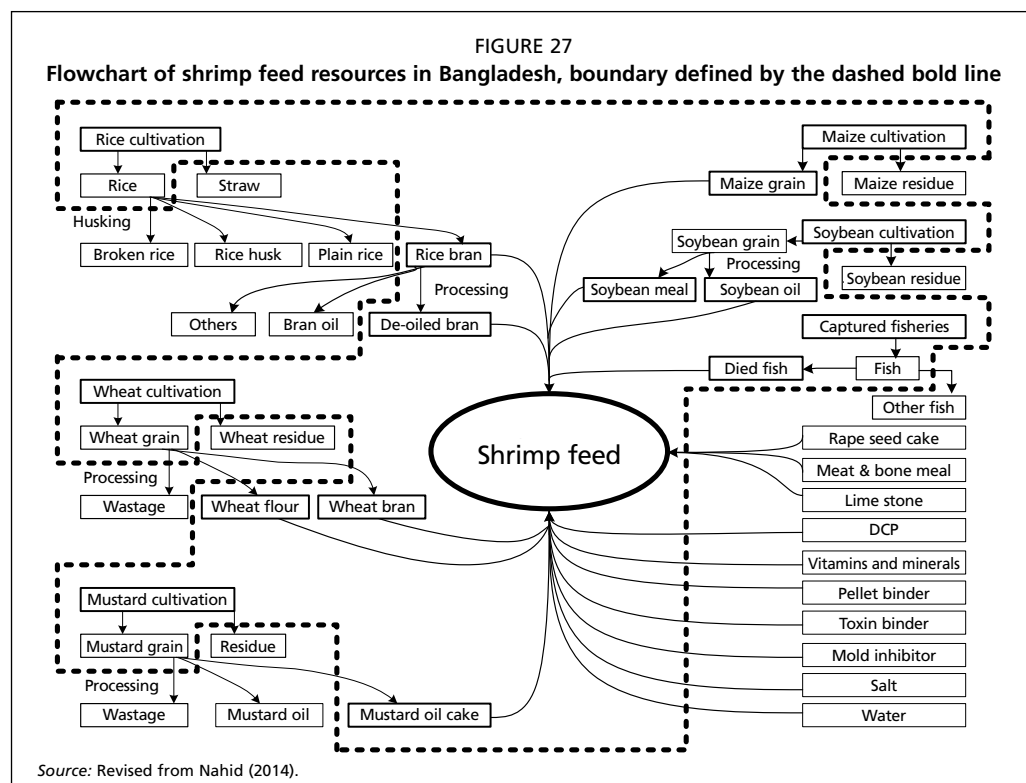 FIGURE 27
Flowchart of shrimp feed resources in Bangladesh, boundary defined by the dashed bold line
Rice cultivation
Rice
Straw
Husking
Broken rice
Rice husk
Plain rice
Rice bran
Processing
Others
Bran oil
De-oiled bran
Wheat cultivation
Wheat grain
Wheat residue
Processing
Wastage
Wheat flour
Wheat bran
Mustard cultivation
Mustard grain
Residue
Processing
Wastage
Mustard oil
Mustard oil cake
Shrimp feed
Maize cultivation
Maize grain
Maize residue
Soybean grain
Soybean cultivation
Processing
Soybean meal
Soybean oil
Soybean residue
Captured fisheries
Died fish
Fish
Other fish
Rape seed cake
Meat & bone meal
Lime stone
DCP
Vitamins and minerals
Pellet binder
Toxin binder
Mold inhibitor
Salt
Water
Source: Revised from Nahid (2014).